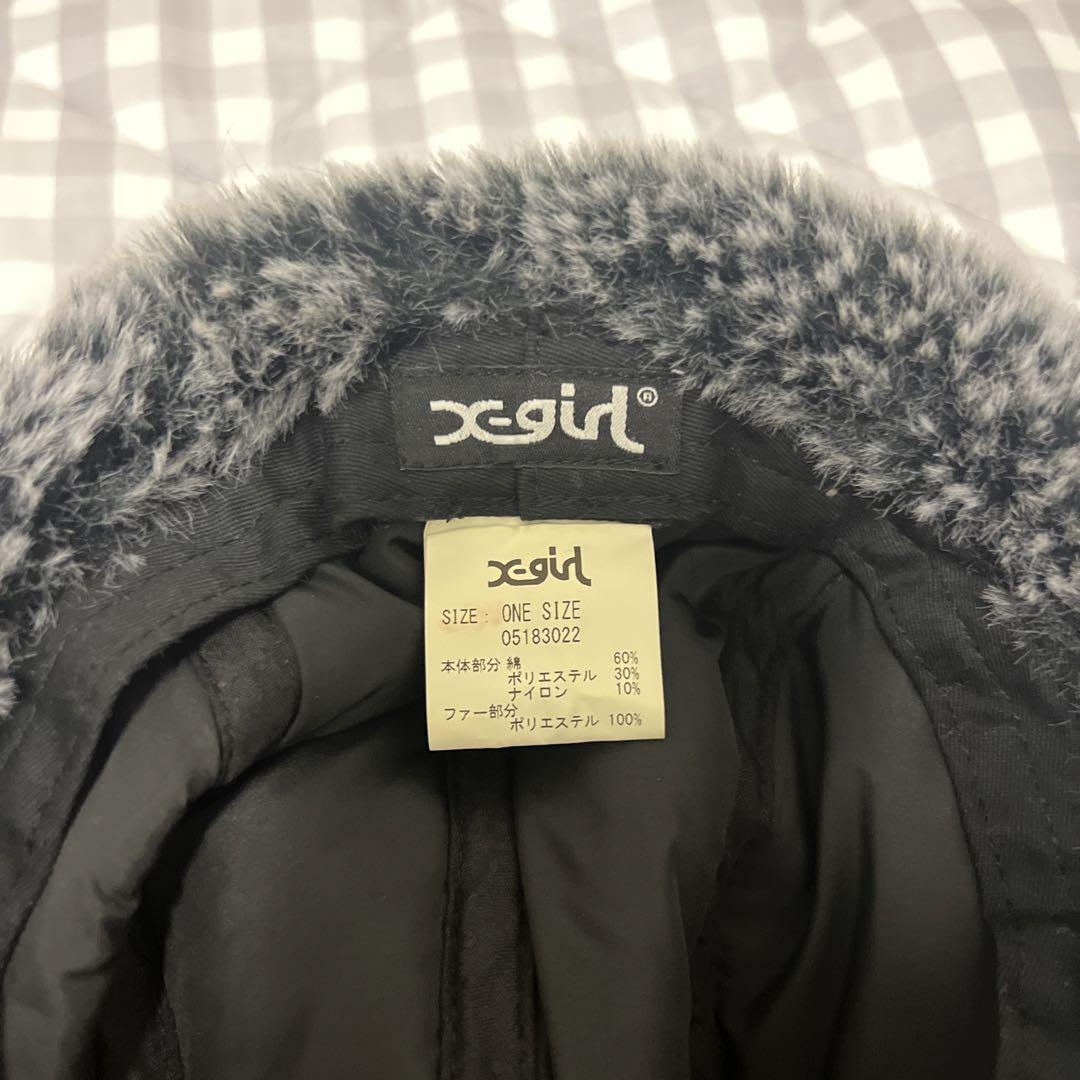 X-girl®
X-girl
SIZE: ONE SIZE
05183022
本体部分 綿 60%
ポリエステル 30%
ナイロン 10%
ファー部分
ポリエステル 100%